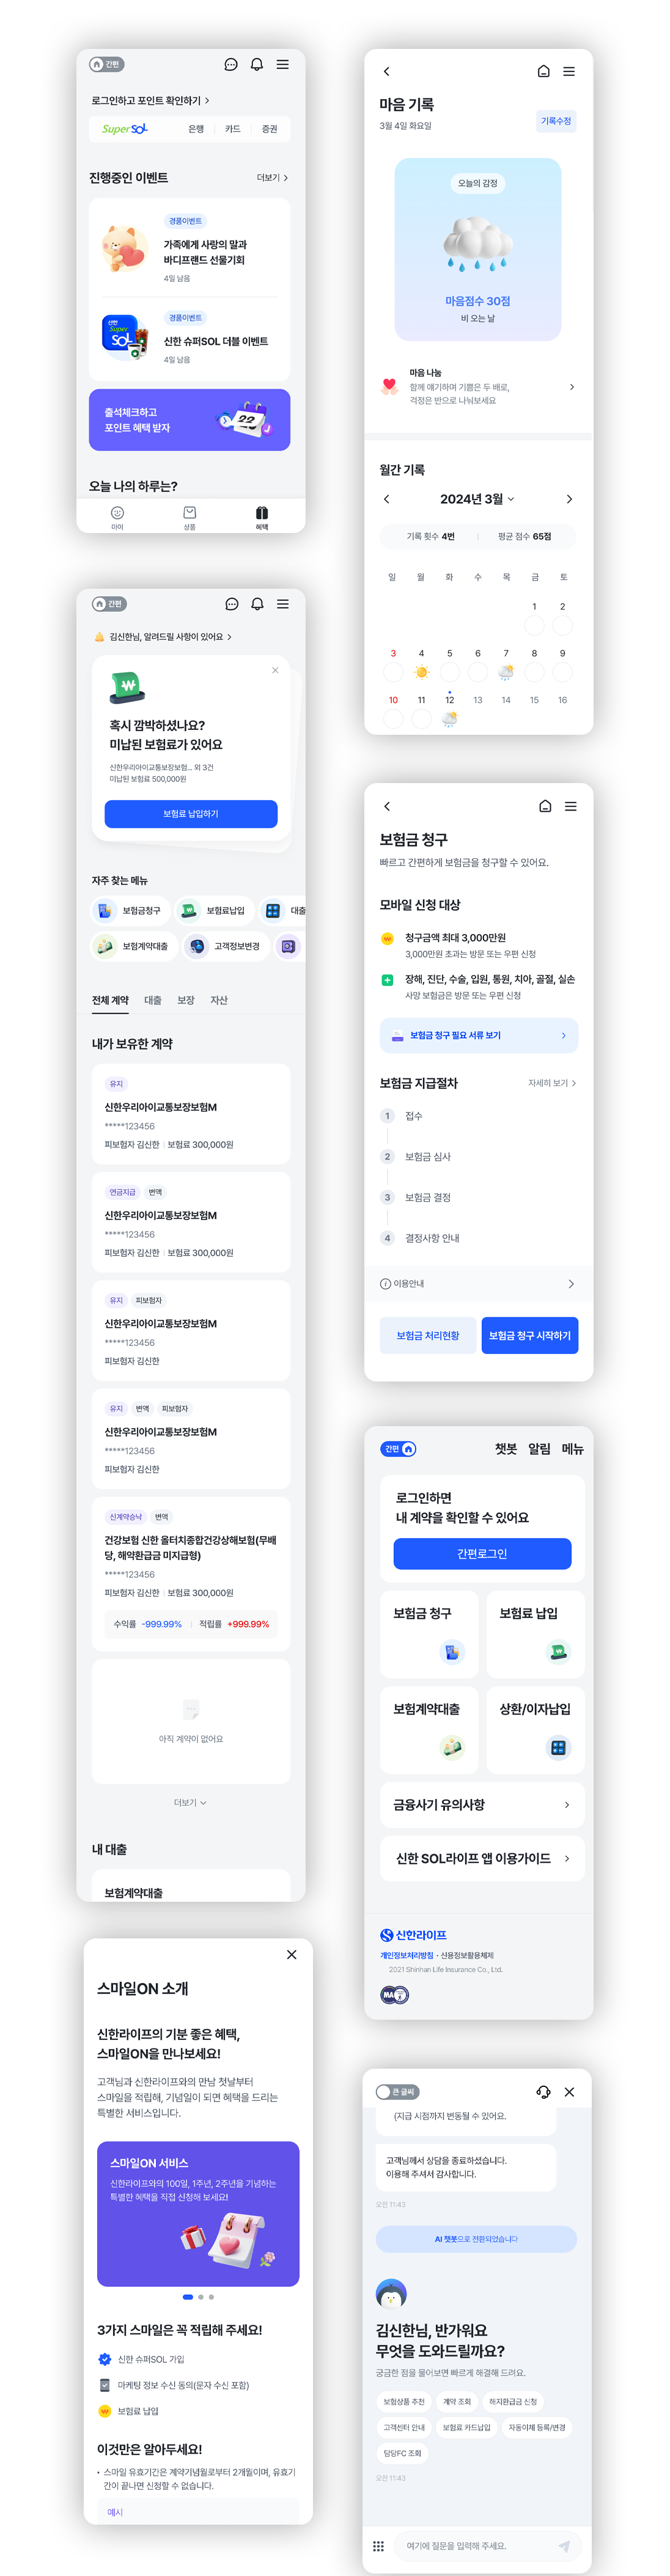 간편
로그인하고 포인트 확인하기
Super SOL
은행 카드 증권
진행중인 이벤트 더보기
경품이벤트
가족에게 사랑의 말과
바디프랜드 선물기회
4일 남음
경품이벤트
신한 슈퍼SOL 더블 이벤트
4일 남음
신한
Super
SOL
출석체크하고
포인트 혜택 받자
22
오늘 나의 하루는?
마이 상품 혜택
간편
김신한님, 알려드릴 사항이 있어요
혹시 깜박하셨나요?
미납된 보험료가 있어요
신한우리아이교통보장보험... 외 3건
미납된 보험료 500,000원
보험료 납입하기
자주 찾는 메뉴
보험금청구 보험료납입 대출
보험계약대출 고객정보변경
전체 계약 대출 보장 자산
내가 보유한 계약
유지
신한우리아이교통보장보험M
*****123456
피보험자 김신한 보험료 300,000원
연금지급 변액
신한우리아이교통보장보험M
*****123456
피보험자 김신한 보험료 300,000원
유지 피보험자
신한우리아이교통보장보험M
*****123456
피보험자 김신한
유지 변액 피보험자
신한우리아이교통보장보험M
*****123456
피보험자 김신한
신계약승낙 변액
건강보험 신한 올터치종합건강상해보험(무배
당, 해약환급금 미지급형)
*****123456
피보험자 김신한 보험료 300,000원
수익률 -999.99% 적립률 +999.99%
아직 계약이 없어요
더보기
내 대출
보험계약대출
스마일ON 소개
신한라이프의 기분 좋은 혜택,
스마일ON을 만나보세요!
고객님과 신한라이프와의 만남 첫날부터
스마일을 적립해, 기념일이 되면 혜택을 드리는
특별한 서비스입니다.
스마일ON 서비스
신한라이프와의 100일, 1주년, 2주년을 기념하는
특별한 혜택을 직접 신청해 보세요!
3가지 스마일은 꼭 적립해 주세요!
신한 슈퍼SOL 가입
마케팅 정보 수신 동의(문자 수신 포함)
보험료 납입
이것만은 알아두세요!
• 스마일 유효기간은 계약기념월로부터 2개월이며, 유효기
간이 끝나면 신청할 수 없습니다.
예시
마음 기록
3월 4일 화요일
기록수정
오늘의 감정
마음점수 30점
비 오는 날
마음 나눔
함께 얘기하며 기쁨은 두 배로,
걱정은 반으로 나눠보세요
월간 기록
2024년 3월
기록 횟수 4번 평균 점수 65점
일 월 화 수 목 금 토
1 2
3 4 5 6 7 8 9
10 11 12 13 14 15 16
보험금 청구
빠르고 간편하게 보험금을 청구할 수 있어요.
모바일 신청 대상
청구금액 최대 3,000만원
3,000만원 초과는 방문 또는 우편 신청
장해, 진단, 수술, 입원, 통원, 치아, 골절, 실손
사망 보험금은 방문 또는 우편 신청
보험금 청구 필요 서류 보기
보험금 지급절차 자세히 보기
1 접수
2 보험금 심사
3 보험금 결정
4 결정사항 안내
이용안내
보험금 처리현황 보험금 청구 시작하기
간편 챗봇 알림 메뉴
로그인하면
내 계약을 확인할 수 있어요
간편로그인
보험금 청구 보험료 납입
보험계약대출 상환/이자납입
금융사기 유의사항
신한 SOL라이프 앱 이용가이드
신한라이프
개인정보처리방침 · 신용정보활용체제
2021 Shinhan Life Insurance Co., Ltd.
큰 글씨
(지급 시점까지 변동될 수 있어요.
고객님께서 상담을 종료하셨습니다.
이용해 주셔서 감사합니다.
오전 11:43
AI 챗봇으로 전환되었습니다
김신한님, 반가워요
무엇을 도와드릴까요?
궁금한 점을 물어보면 빠르게 해결해 드려요.
보험상품 추천 계약 조회 해지환급금 신청
고객센터 안내 보험료 카드납입 자동이체 등록/변경
담당FC 조회
오전 11:43
여기에 질문을 입력해 주세요.